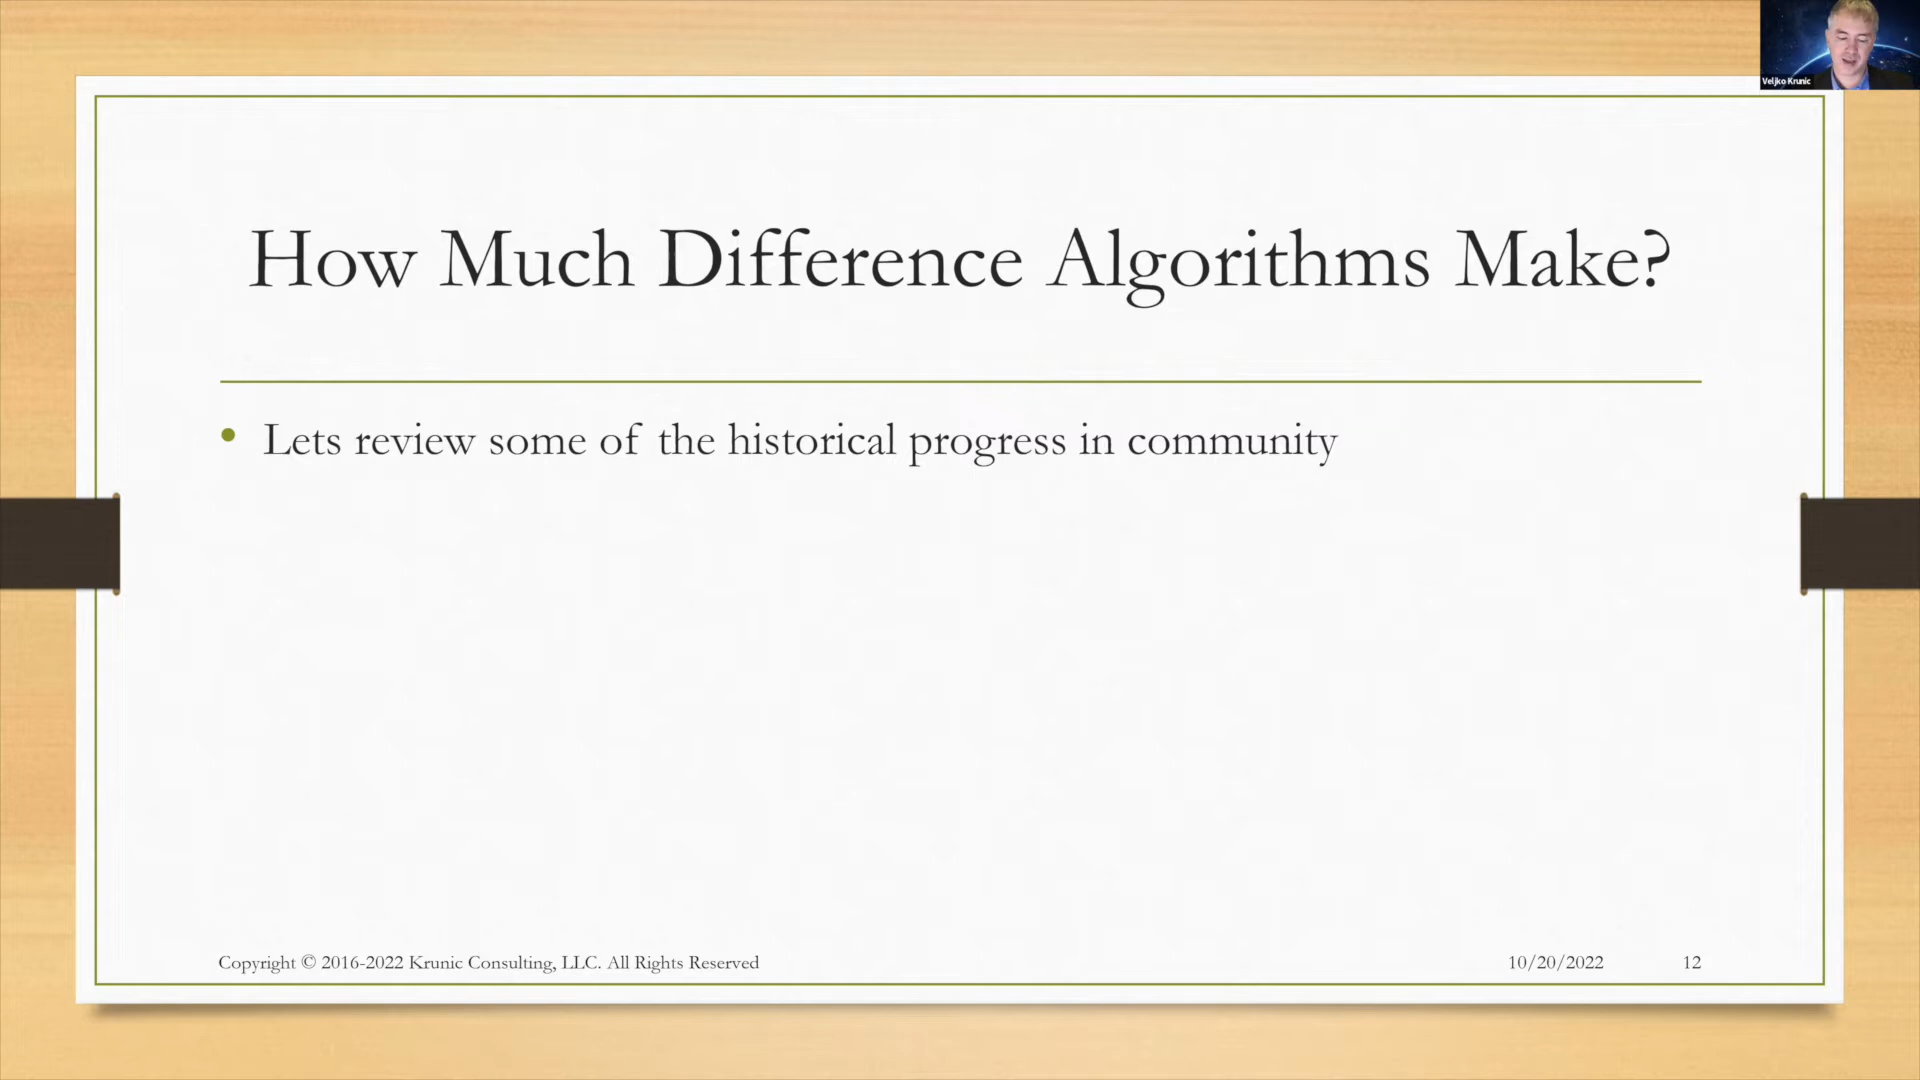 Veljko Krunic
How Much Difference Algorithms Make?
• Lets review some of the historical progress in community
Copyright © 2016-2022 Krunic Consulting, LLC. All Rights Reserved
10/20/2022
12